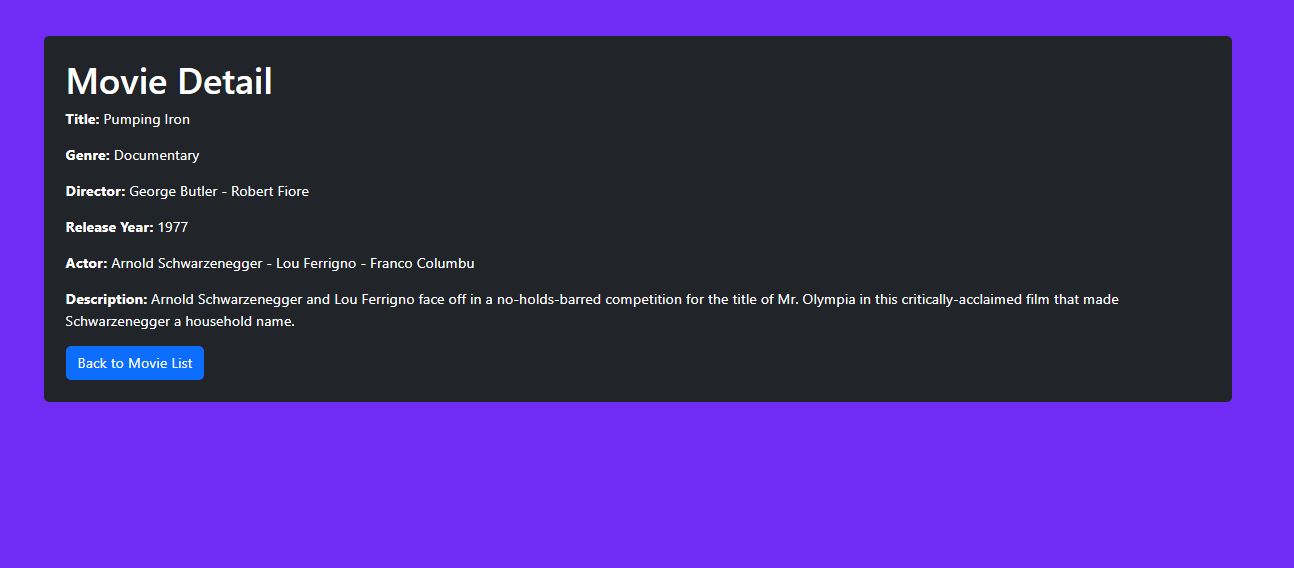 Movie Detail
Title: Pumping Iron
Genre: Documentary
Director: George Butler - Robert Fiore
Release Year: 1977
Actor: Arnold Schwarzenegger - Lou Ferrigno - Franco Columbu
Description: Arnold Schwarzenegger and Lou Ferrigno face off in a no-holds-barred competition for the title of Mr. Olympia in this critically-acclaimed film that made
Schwarzenegger a household name.
Back to Movie List